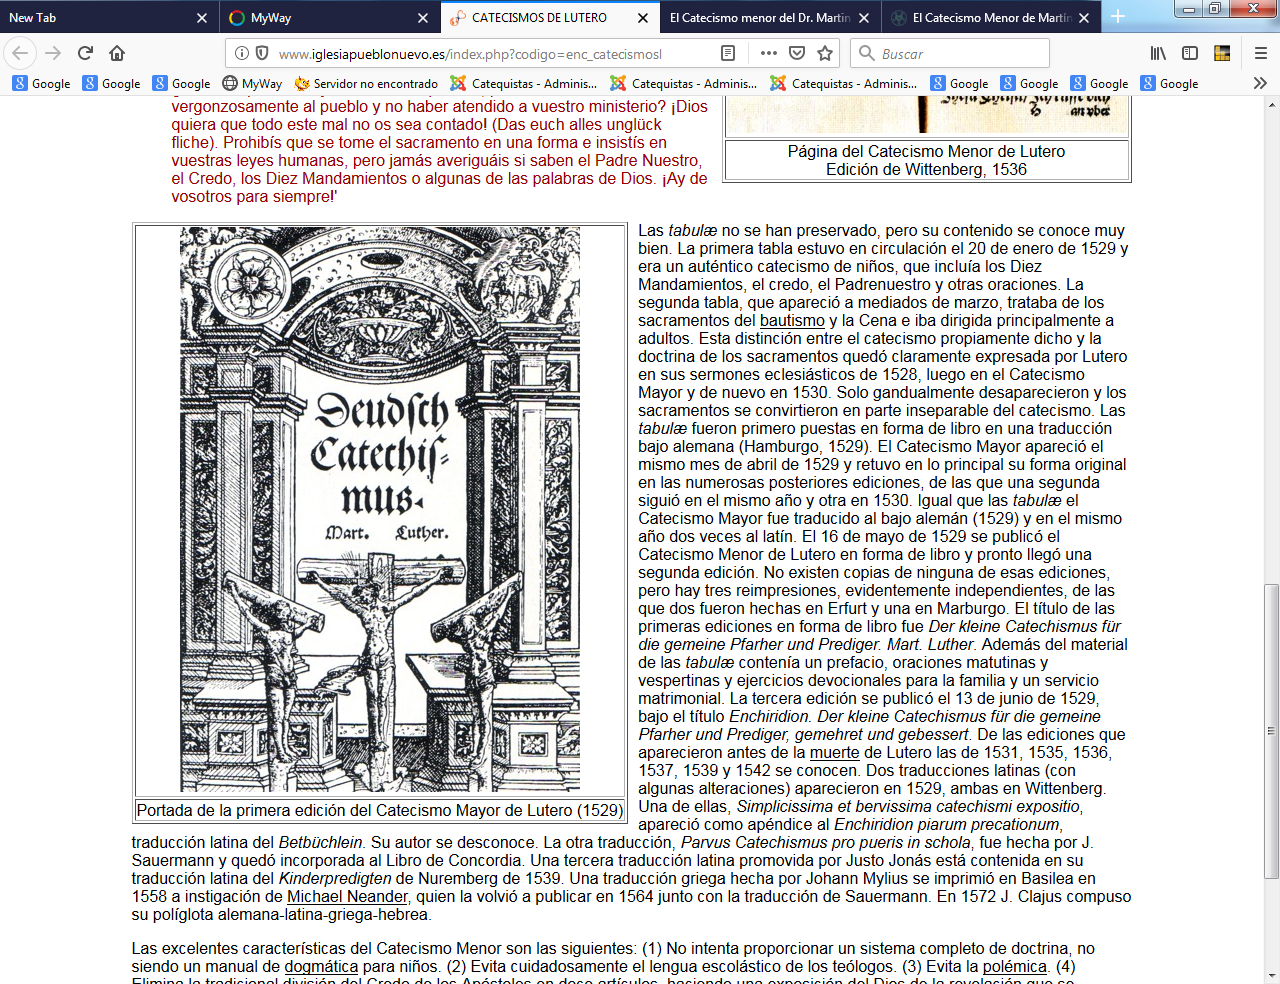 New Tab
MyWay
CATECISMOS DE LUTERO
El Catecismo menor del Dr. Martin
El Catecismo Menor de Martín
www.iglesiapueblonuevo.es/index.php?codigo=enc_catecismosl
Buscar
Google
Google
Google
MyWay
Servidor no encontrado
Catequistas - Adminis...
Catequistas - Adminis...
Catequistas - Adminis...
Google
Google
Google
Google
vergonzosamente al pueblo y no haber atendido a vuestro ministerio? ¡Dios
quiera que todo este mal no os sea contado! (Das euch alles unglück
fliche). Prohibís que se tome el sacramento en una forma e insistís en
vuestras leyes humanas, pero jamás averiguáis si saben el Padre Nuestro,
el Credo, los Diez Mandamientos o algunas de las palabras de Dios. ¡Ay de
vosotros para siempre!'
Página del Catecismo Menor de Lutero
Edición de Wittenberg, 1536
Deudsch
Catechis-
mus.
Mart. Luther.
Portada de la primera edición del Catecismo Mayor de Lutero (1529)
Las tabulæ no se han preservado, pero su contenido se conoce muy
bien. La primera tabla estuvo en circulación el 20 de enero de 1529 y
era un auténtico catecismo de niños, que incluía los Diez
Mandamientos, el credo, el Padrenuestro y otras oraciones. La
segunda tabla, que apareció a mediados de marzo, trataba de los
sacramentos del bautismo y la Cena e iba dirigida principalmente a
adultos. Esta distinción entre el catecismo propiamente dicho y la
doctrina de los sacramentos quedó claramente expresada por Lutero
en sus sermones eclesiásticos de 1528, luego en el Catecismo
Mayor y de nuevo en 1530. Solo gandualmente desaparecieron y los
sacramentos se convirtieron en parte inseparable del catecismo. Las
tabulæ fueron primero puestas en forma de libro en una traducción
bajo alemana (Hamburgo, 1529). El Catecismo Mayor apareció el
mismo mes de abril de 1529 y retuvo en lo principal su forma original
en las numerosas posteriores ediciones, de las que una segunda
siguió en el mismo año y otra en 1530. Igual que las tabulæ el
Catecismo Mayor fue traducido al bajo alemán (1529) y en el mismo
año dos veces al latín. El 16 de mayo de 1529 se publicó el
Catecismo Menor de Lutero en forma de libro y pronto llegó una
segunda edición. No existen copias de ninguna de esas ediciones,
pero hay tres reimpresiones, evidentemente independientes, de las
que dos fueron hechas en Erfurt y una en Marburgo. El título de las
primeras ediciones en forma de libro fue Der kleine Catechismus für
die gemeine Pfarher und Prediger. Mart. Luther. Además del material
de las tabulæ contenía un prefacio, oraciones matutinas y
vespertinas y ejercicios devocionales para la familia y un servicio
matrimonial. La tercera edición se publicó el 13 de junio de 1529,
bajo el título Enchiridion. Der kleine Catechismus für die gemeine
Pfarher und Prediger, gemehret und gebessert. De las ediciones que
aparecieron antes de la muerte de Lutero las de 1531, 1535, 1536,
1537, 1539 y 1542 se conocen. Dos traducciones latinas (con
algunas alteraciones) aparecieron en 1529, ambas en Wittenberg.
Una de ellas, Simplicissima et bervissima catechismi expositio,
apareció como apéndice al Enchiridion piarum precationum,
traducción latina del Betbüchlein. Su autor se desconoce. La otra traducción, Parvus Catechismus pro pueris in schola, fue hecha por J.
Sauermann y quedó incorporada al Libro de Concordia. Una tercera traducción latina promovida por Justo Jonás está contenida en su
traducción latina del Kinderpredigten de Nuremberg de 1539. Una traducción griega hecha por Johann Mylius se imprimió en Basilea en
1558 a instigación de Michael Neander, quien la volvió a publicar en 1564 junto con la traducción de Sauermann. En 1572 J. Clajus compuso
su políglota alemana-latina-griega-hebrea.
Las excelentes características del Catecismo Menor son las siguientes: (1) No intenta proporcionar un sistema completo de doctrina, no
siendo un manual de dogmática para niños. (2) Evita cuidadosamente el lengua escolástico de los teólogos. (3) Evita la polémica. (4)
Elimina la tradicional división del Credo de los Apóstoles en doce artículos, haciendo una exposición del Dios de la revelación que se